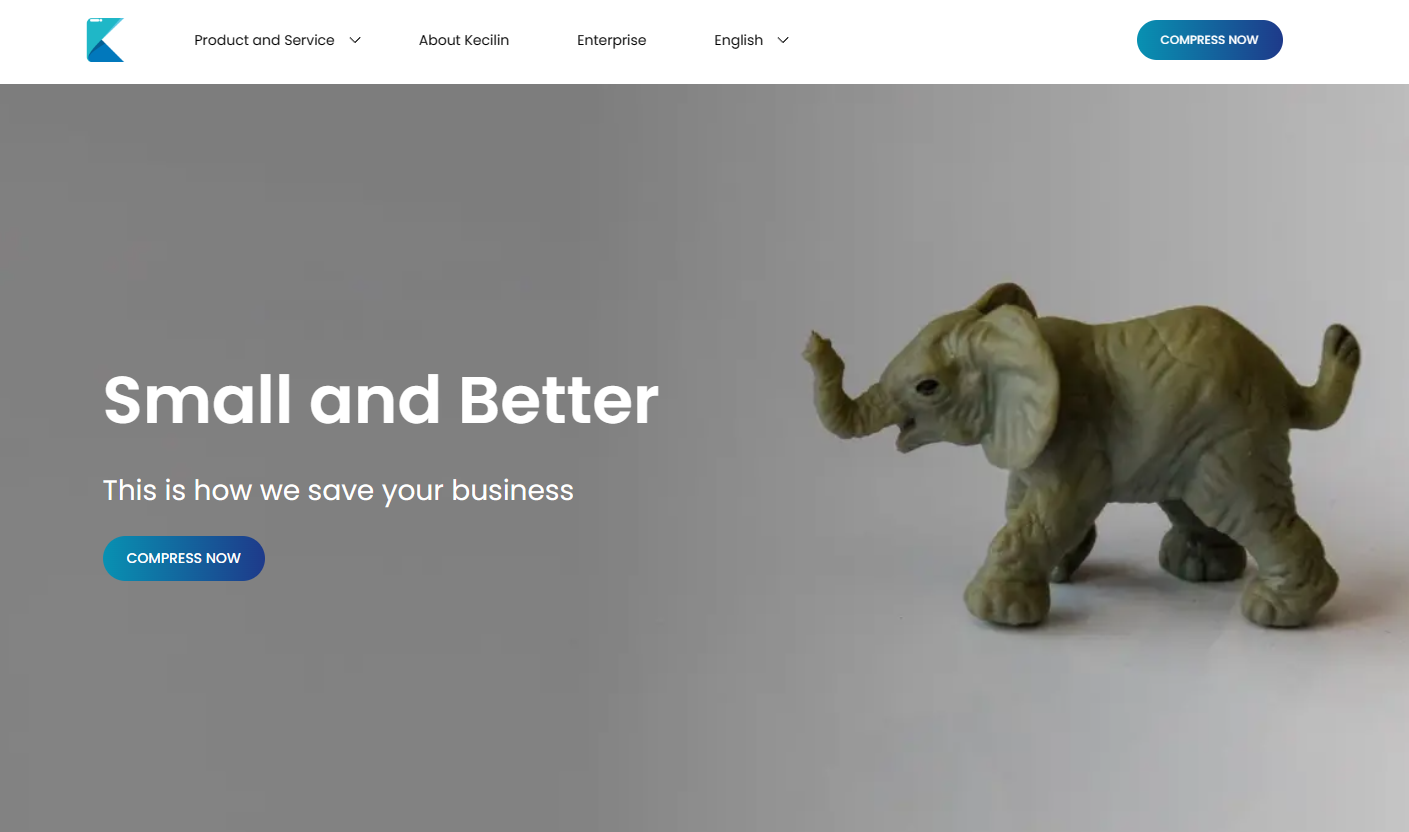 Product and Service
About Kecilin
Enterprise
English
COMPRESS NOW
Small and Better
This is how we save your business
COMPRESS NOW